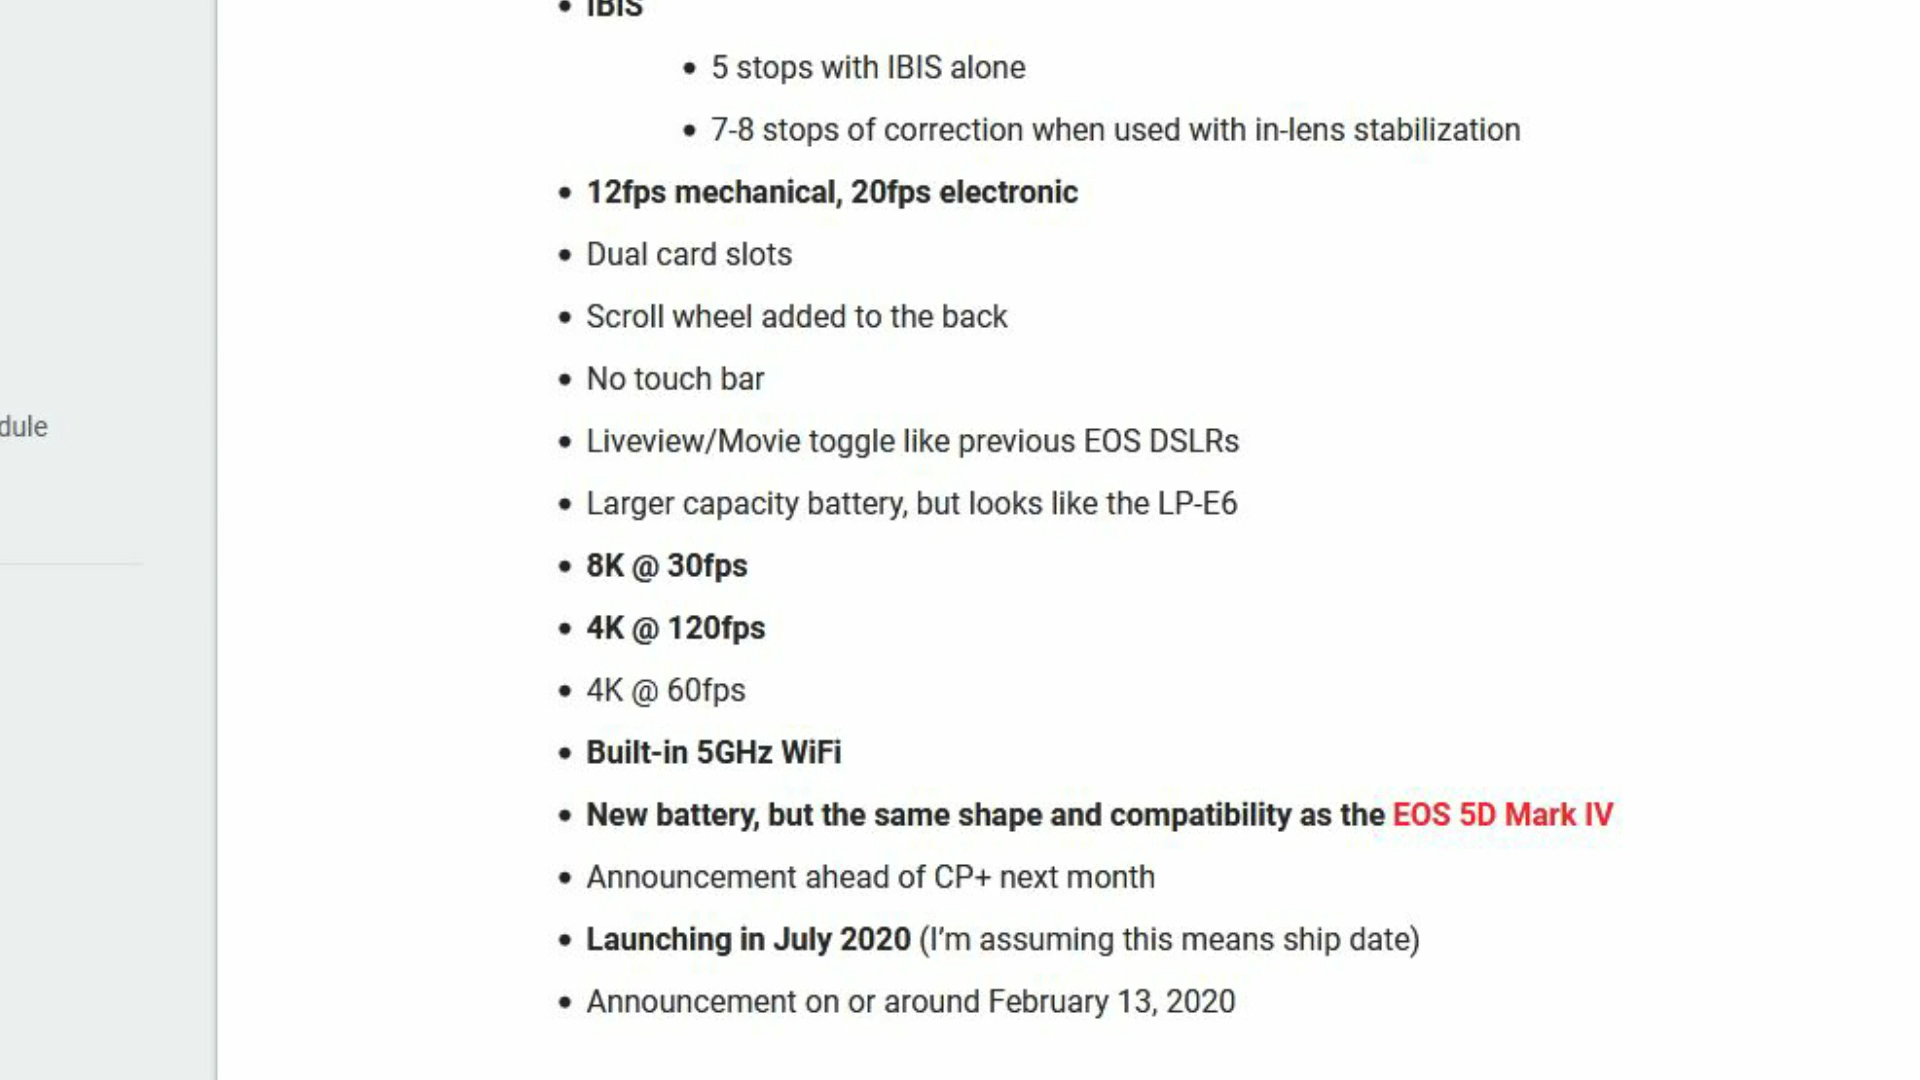 IBIS
5 stops with IBIS alone
7-8 stops of correction when used with in-lens stabilization
12fps mechanical, 20fps electronic
Dual card slots
Scroll wheel added to the back
No touch bar
dule
Liveview/Movie toggle like previous EOS DSLRs
Larger capacity battery, but looks like the LP-E6
8K @ 30fps
4K @ 120fps
4K @ 60fps
Built-in 5GHz WiFi
New battery, but the same shape and compatibility as the EOS 5D Mark IV
Announcement ahead of CP+ next month
Launching in July 2020 (I’m assuming this means ship date)
Announcement on or around February 13, 2020